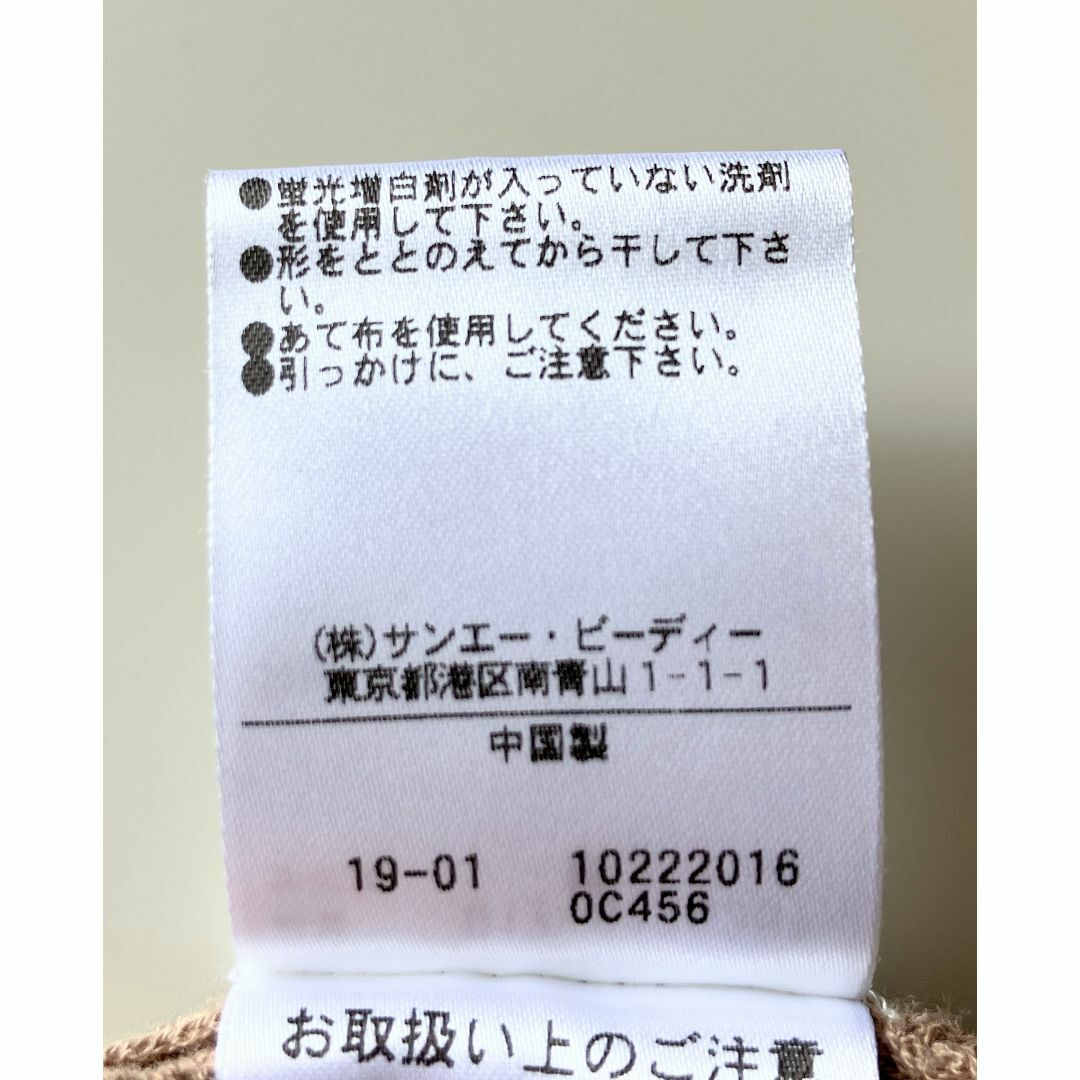 ●蛍光増白剤が入っていない洗剤
を使用して下さい。
●形をととのえてから干して下さ
い。
●あて布を使用してください。
●引っかけに、ご注意下さい。
(株)サンエー・ビーディー
東京都港区南青山1-1-1
中国製
19-01 10222016
0C456
お取扱い上のご注意